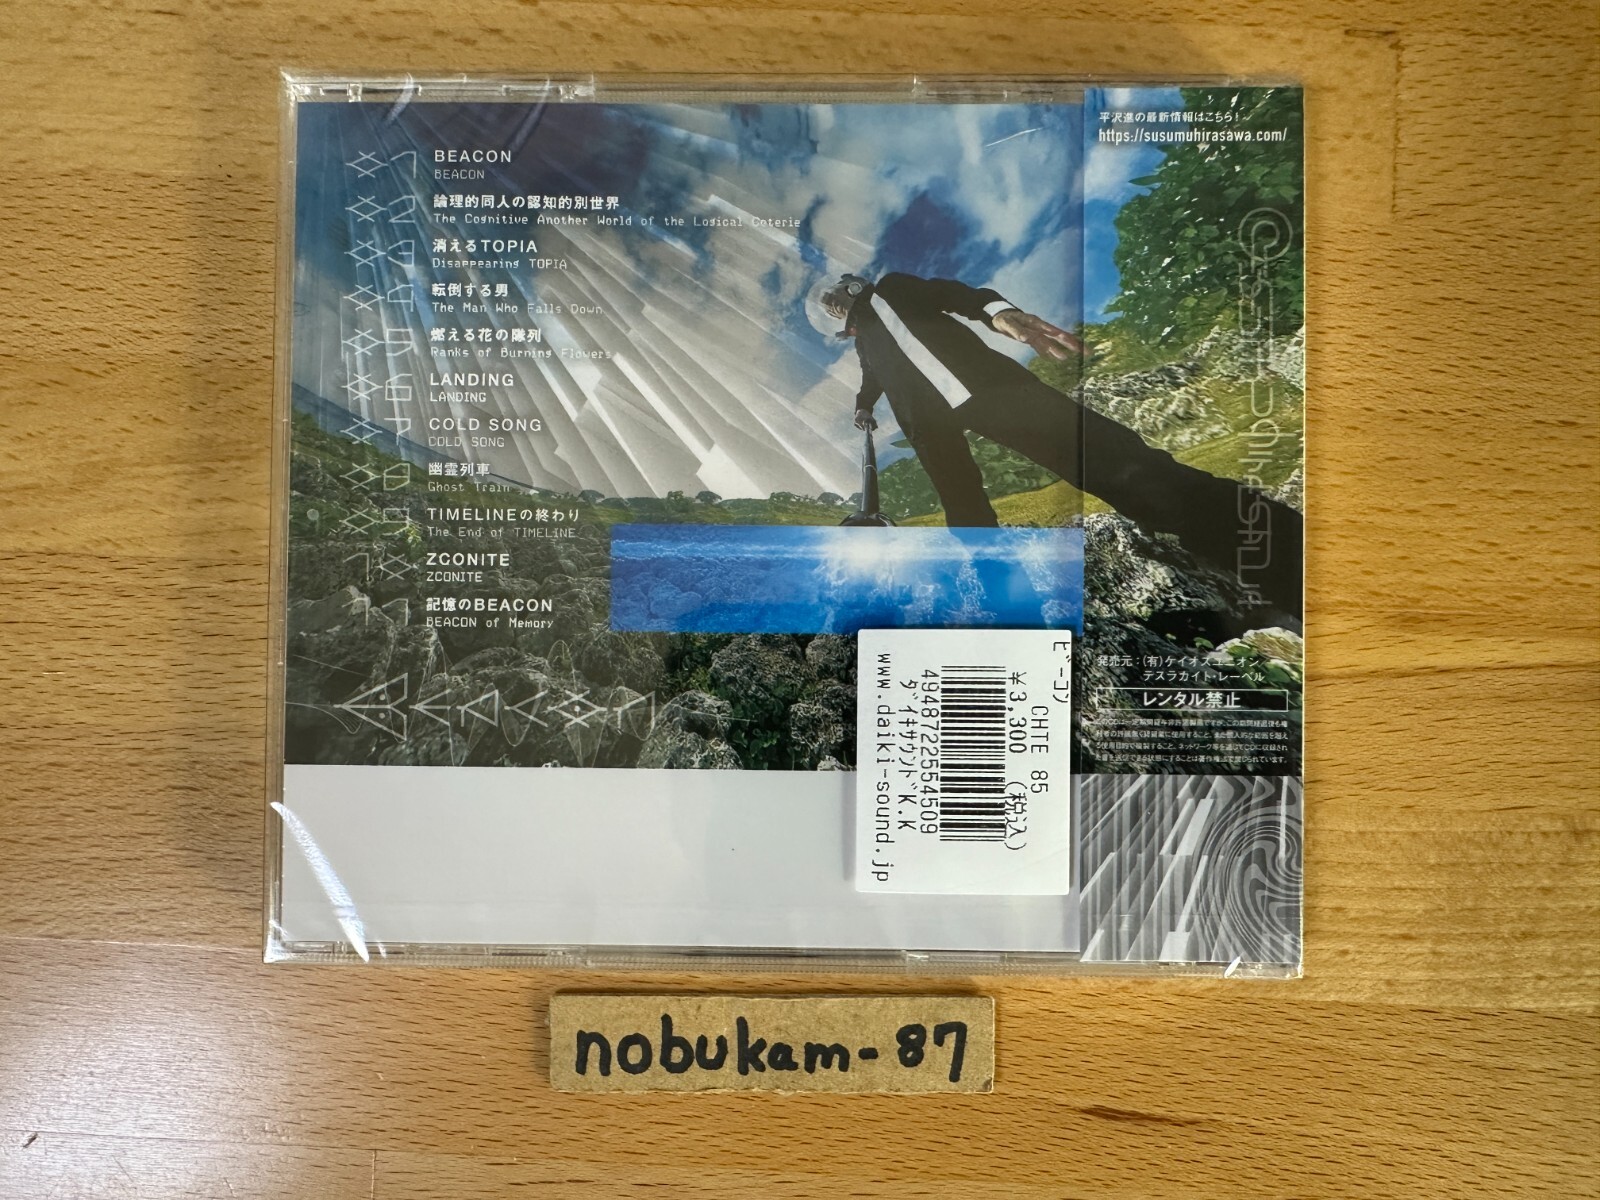 BEACON
BEACON
論理的同人の認知的別世界
The Cognitive Another World of the Logical Coterie
消えるTOPIA
Disappearing TOPIA
転倒する男
The Man Who Falls Down
燃える花の隊列
Ranks of Burning Flowers
LANDING
LANDING
COLD SONG
COLD SONG
幽霊列車
Ghost Train
TIMELINEの終わり
The End of TIMELINE
ZCONITE
ZCONITE
記憶のBEACON
BEACON of Memory
平沢進の最新情報はこちら!
https://susumuhirasawa.com/
発売元:(有)ケイオスユニオン
テスラカイト・レーベル
レンタル禁止
ビーコン
CHTE 85
¥3,300 (税込)
4948722554509
ダイキサウンドK.K
www.daiki-sound.jp
nobukam-87